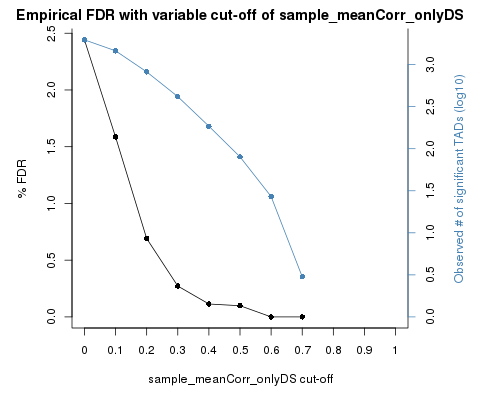 Empirical FDR with variable cut-off of sample_meanCorr_onlyDS
% FDR
2.5
2.0
1.5
1.0
0.5
0.0
3.0
2.5
2.0
1.5
1.0
0.5
0.0
Observed # of significant TADs (log10)
0 0.1 0.2 0.3 0.4 0.5 0.6 0.7 0.8 0.9 1
sample_meanCorr_onlyDS cut-off